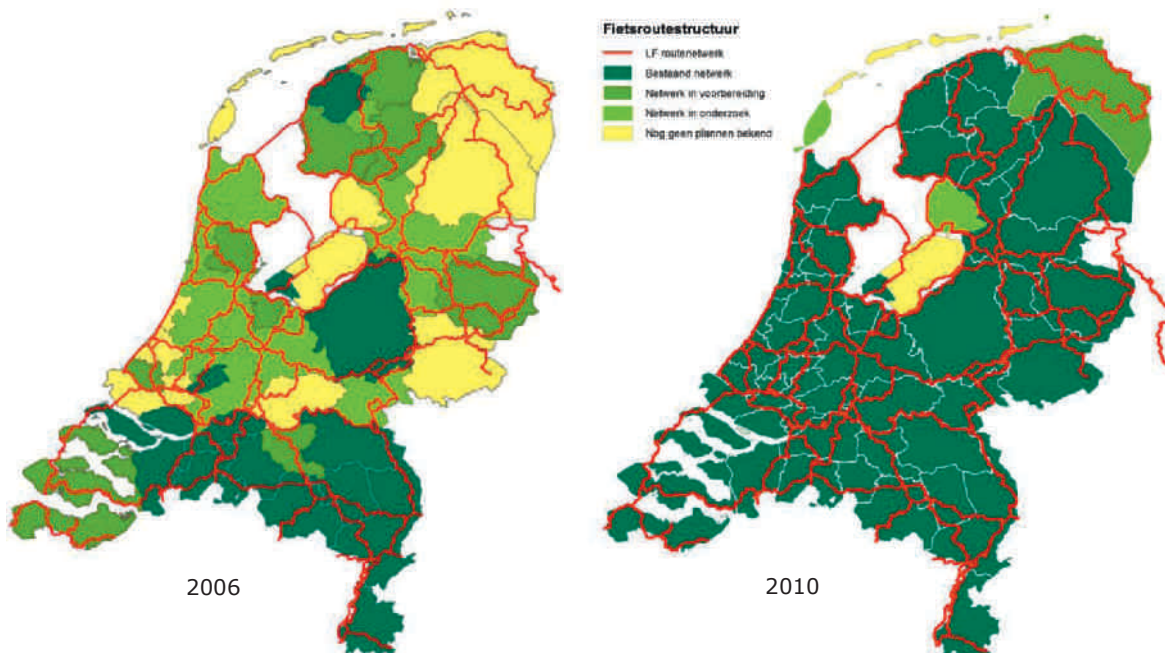 Fietsroutestructuur
LF routenetwerk
Bestaand netwerk
Netwerk in voorbereiding
Netwerk in onderzoek
Nog geen plannen bekend
2006
2010